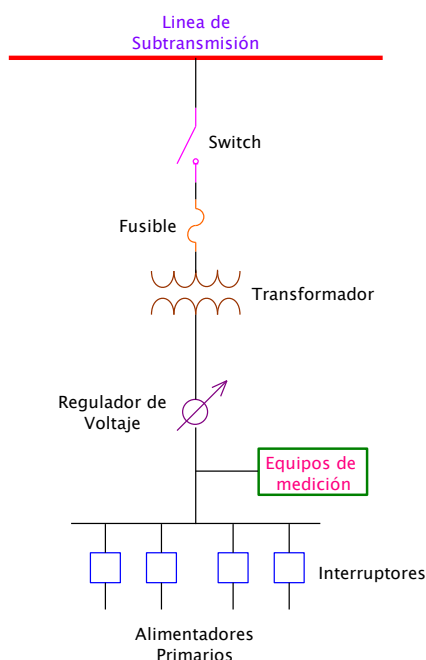 Linea de
Subtransmisión
Switch
Fusible
Transformador
Regulador de
Voltaje
Equipos de
medición
Interruptores
Alimentadores
Primarios